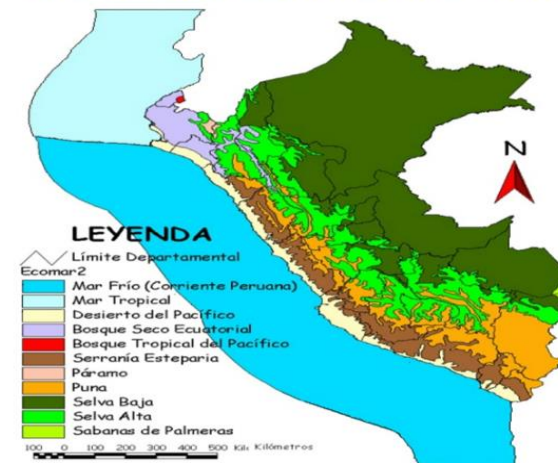 N
LEYENDA
Límite Departamental
Ecomar2
Mar Frío (Corriente Peruana)
Mar Tropical
Desierto del Pacífico
Bosque Seco Ecuatorial
Bosque Tropical del Pacífico
Serranía Esteparia
Páramo
Puna
Selva Baja
Selva Alta
Sabanas de Palmeras
100 0 100 200 300 400 500 Kilómetros